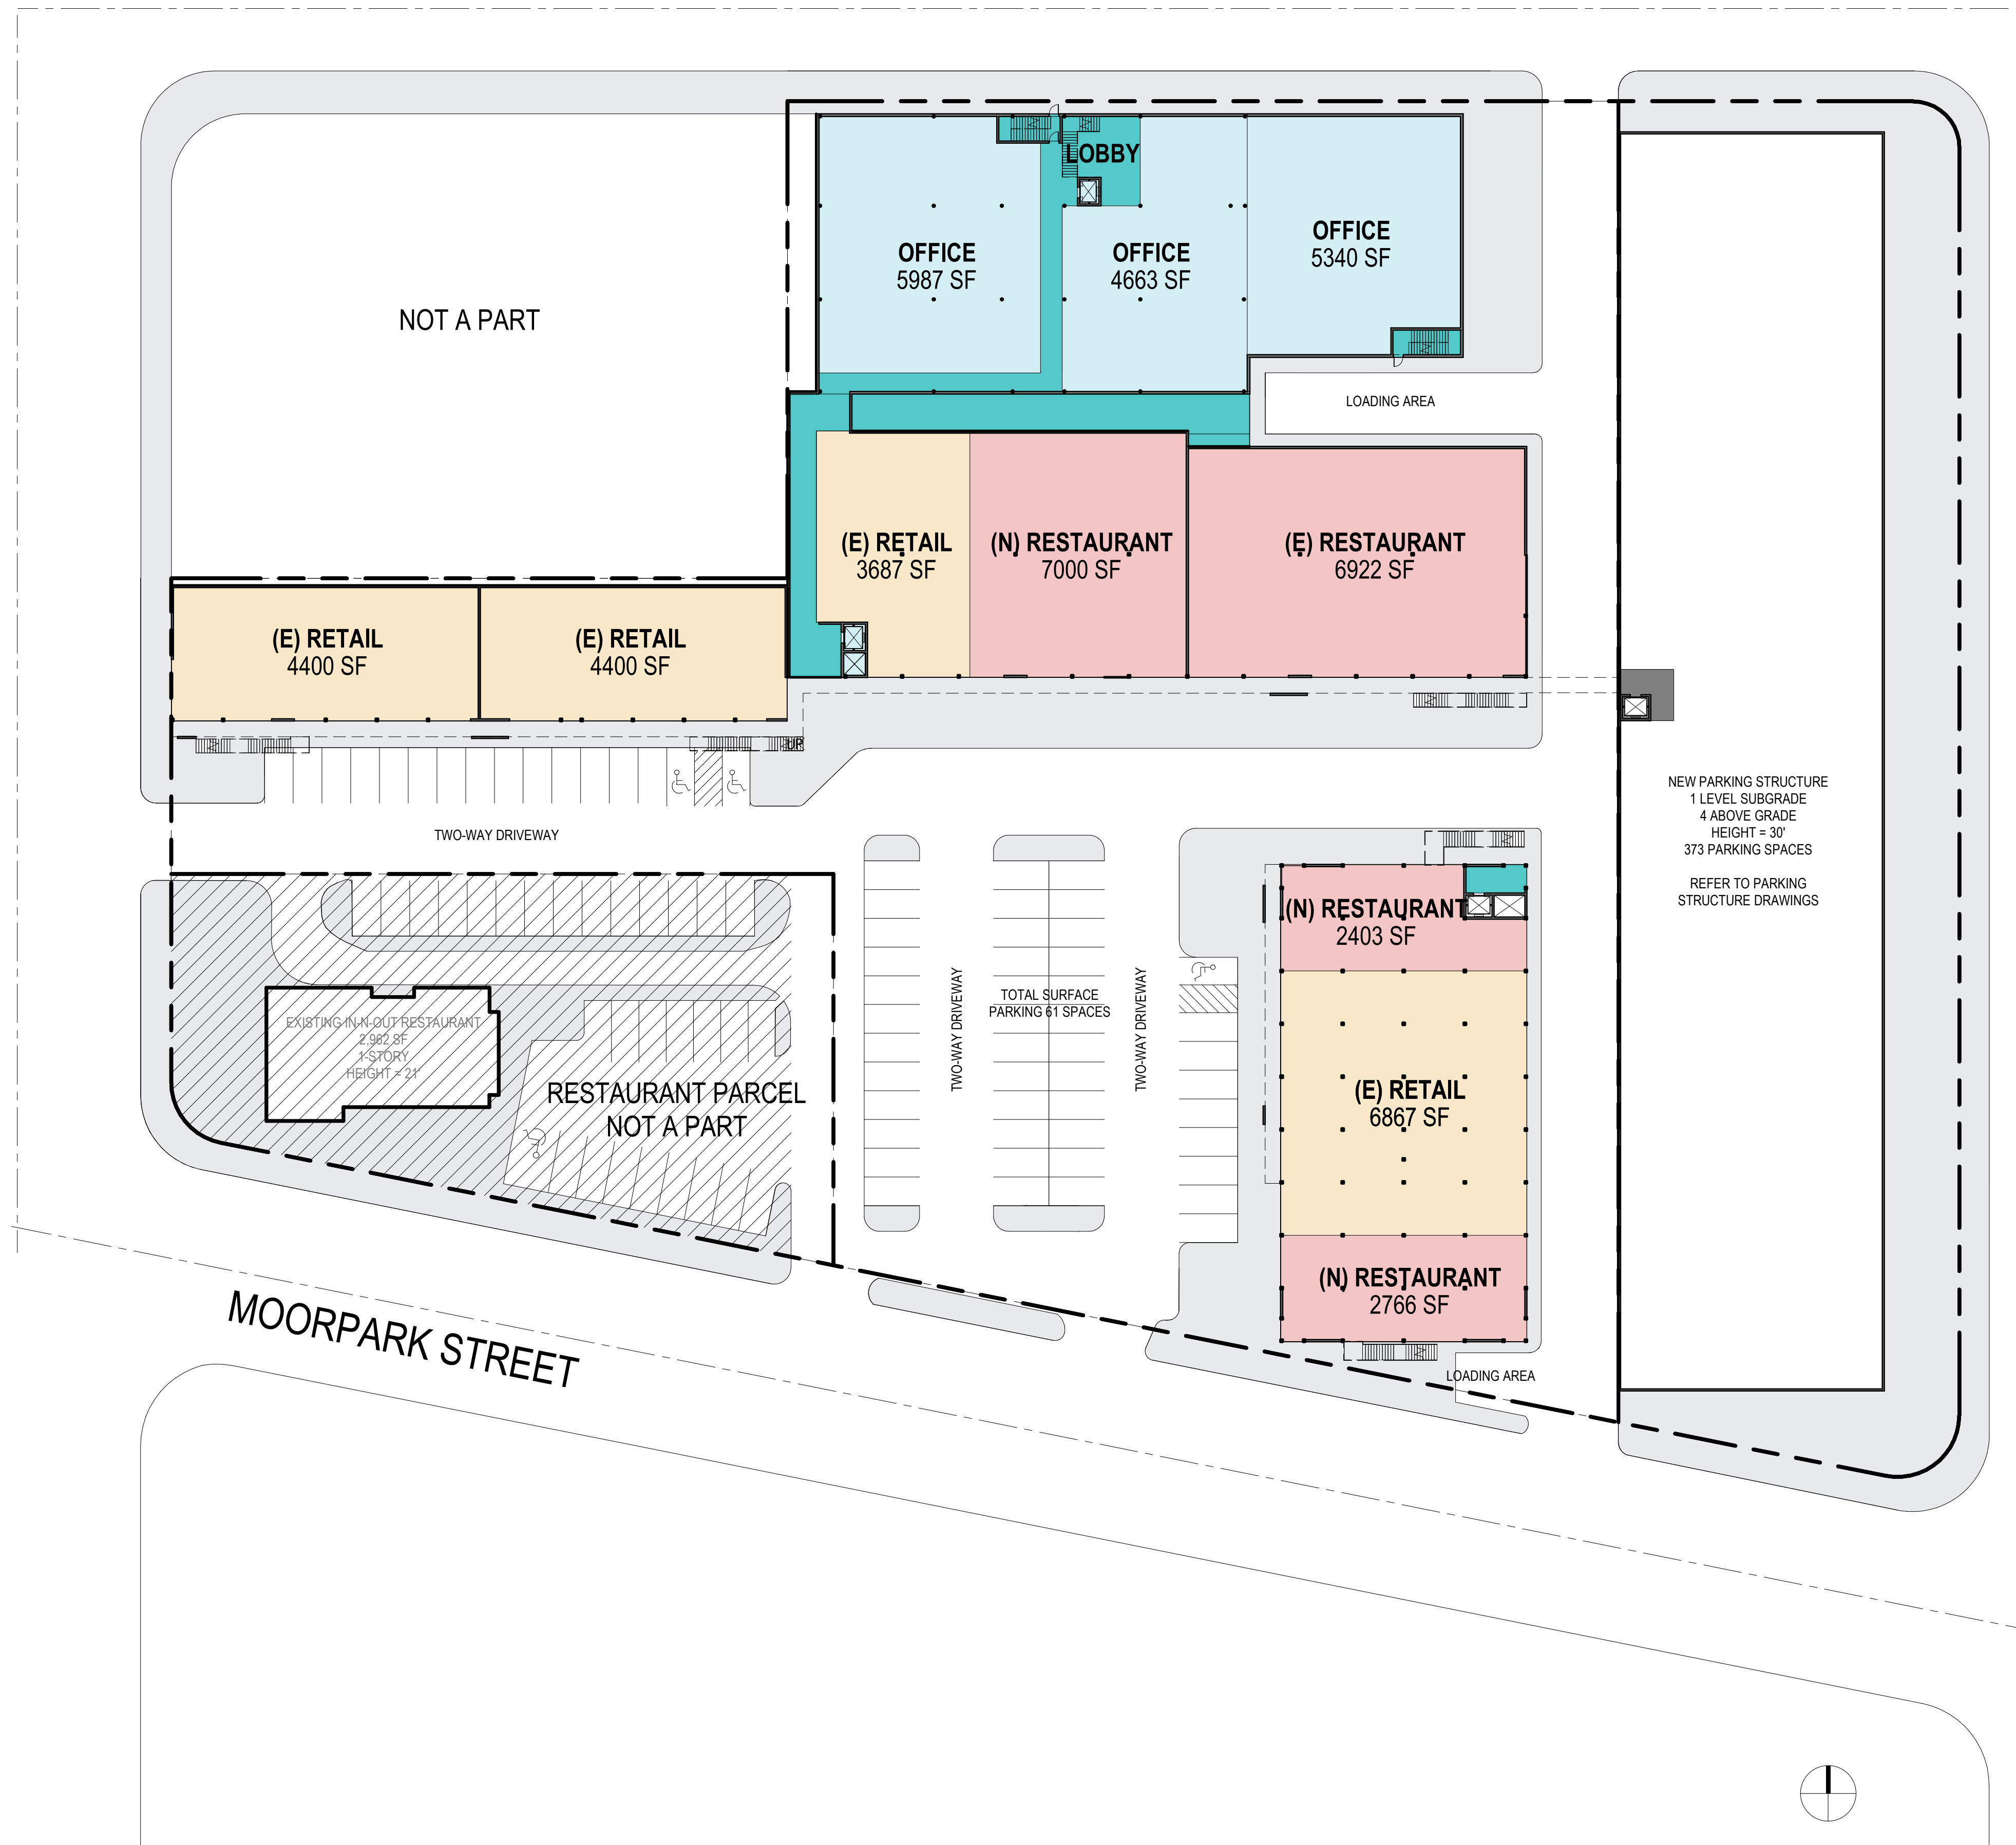 LOBBY
OFFICE
5987 SF
OFFICE
4663 SF
OFFICE
5340 SF
NOT A PART
LOADING AREA
(E) RETAIL
3687 SF
(N) RESTAURANT
7000 SF
(E) RESTAURANT
6922 SF
(E) RETAIL
4400 SF
(E) RETAIL
4400 SF
UP
TWO-WAY DRIVEWAY
NEW PARKING STRUCTURE
1 LEVEL SUBGRADE
4 ABOVE GRADE
HEIGHT = 30'
373 PARKING SPACES
REFER TO PARKING
STRUCTURE DRAWINGS
(N) RESTAURANT
2403 SF
EXISTING IN-N-OUT RESTAURANT
2,962 SF
1-STORY
HEIGHT = 21'
RESTAURANT PARCEL
NOT A PART
TWO-WAY DRIVEWAY
TOTAL SURFACE
PARKING 61 SPACES
TWO-WAY DRIVEWAY
(E) RETAIL
6867 SF
(N) RESTAURANT
2766 SF
LOADING AREA
MOORPARK STREET